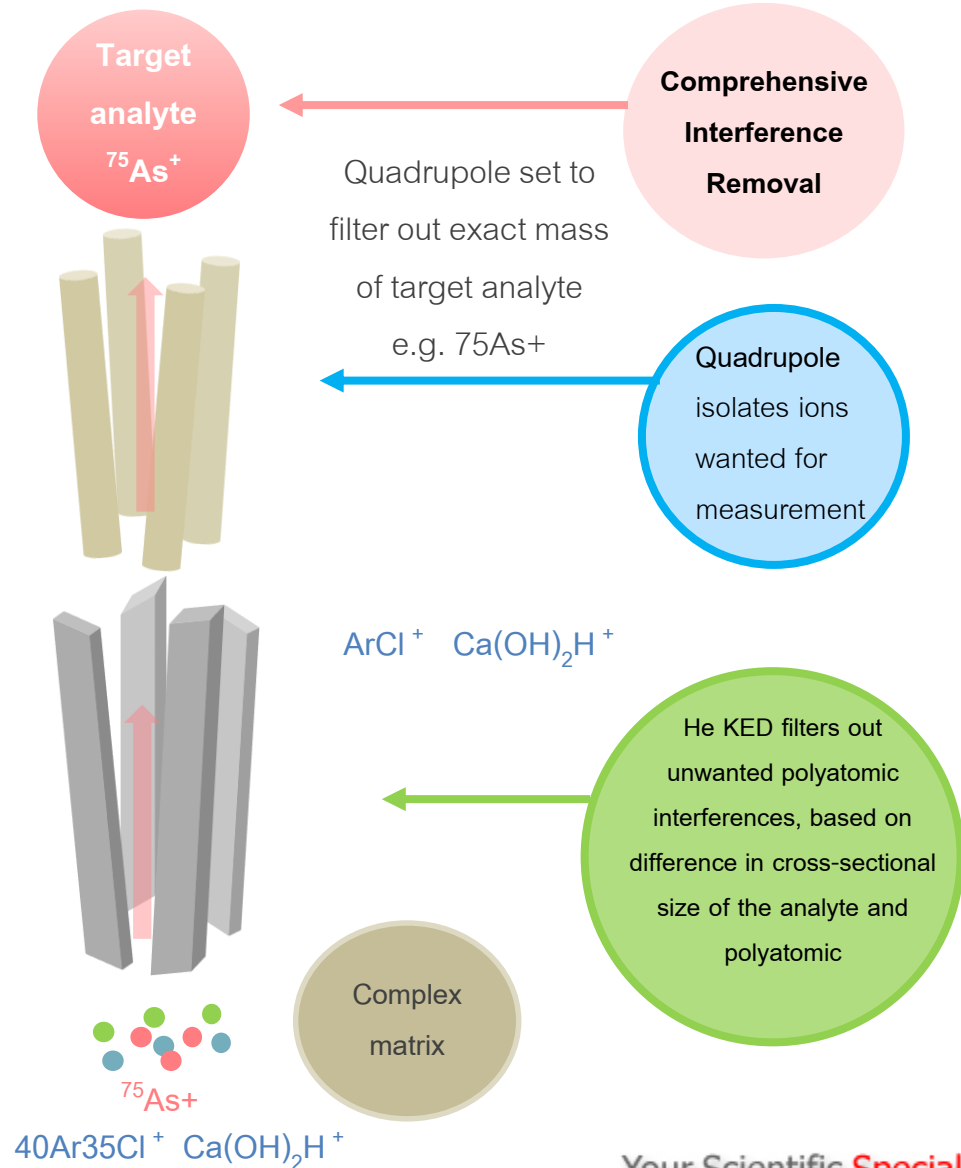 Target
analyte
⁷⁵As⁺
Comprehensive
Interference
Removal
Quadrupole set to
filter out exact mass
of target analyte
e.g. 75As+
Quadrupole
isolates ions
wanted for
measurement
ArCl ⁺ Ca(OH)₂H ⁺
He KED filters out
unwanted polyatomic
interferences, based on
difference in cross-sectional
size of the analyte and
polyatomic
Complex
matrix
⁷⁵As+
40Ar35Cl ⁺ Ca(OH)₂H ⁺
Your Scientific Special